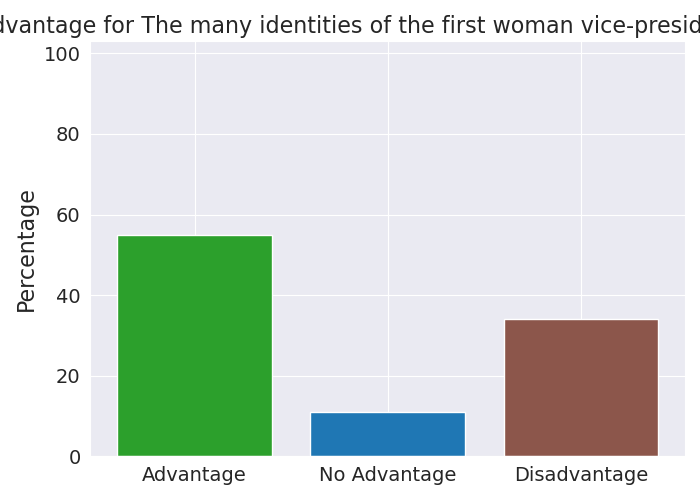 dvantage for The many identities of the first woman vice-presid
100
80
60
40
20
0
Percentage
Advantage No Advantage Disadvantage